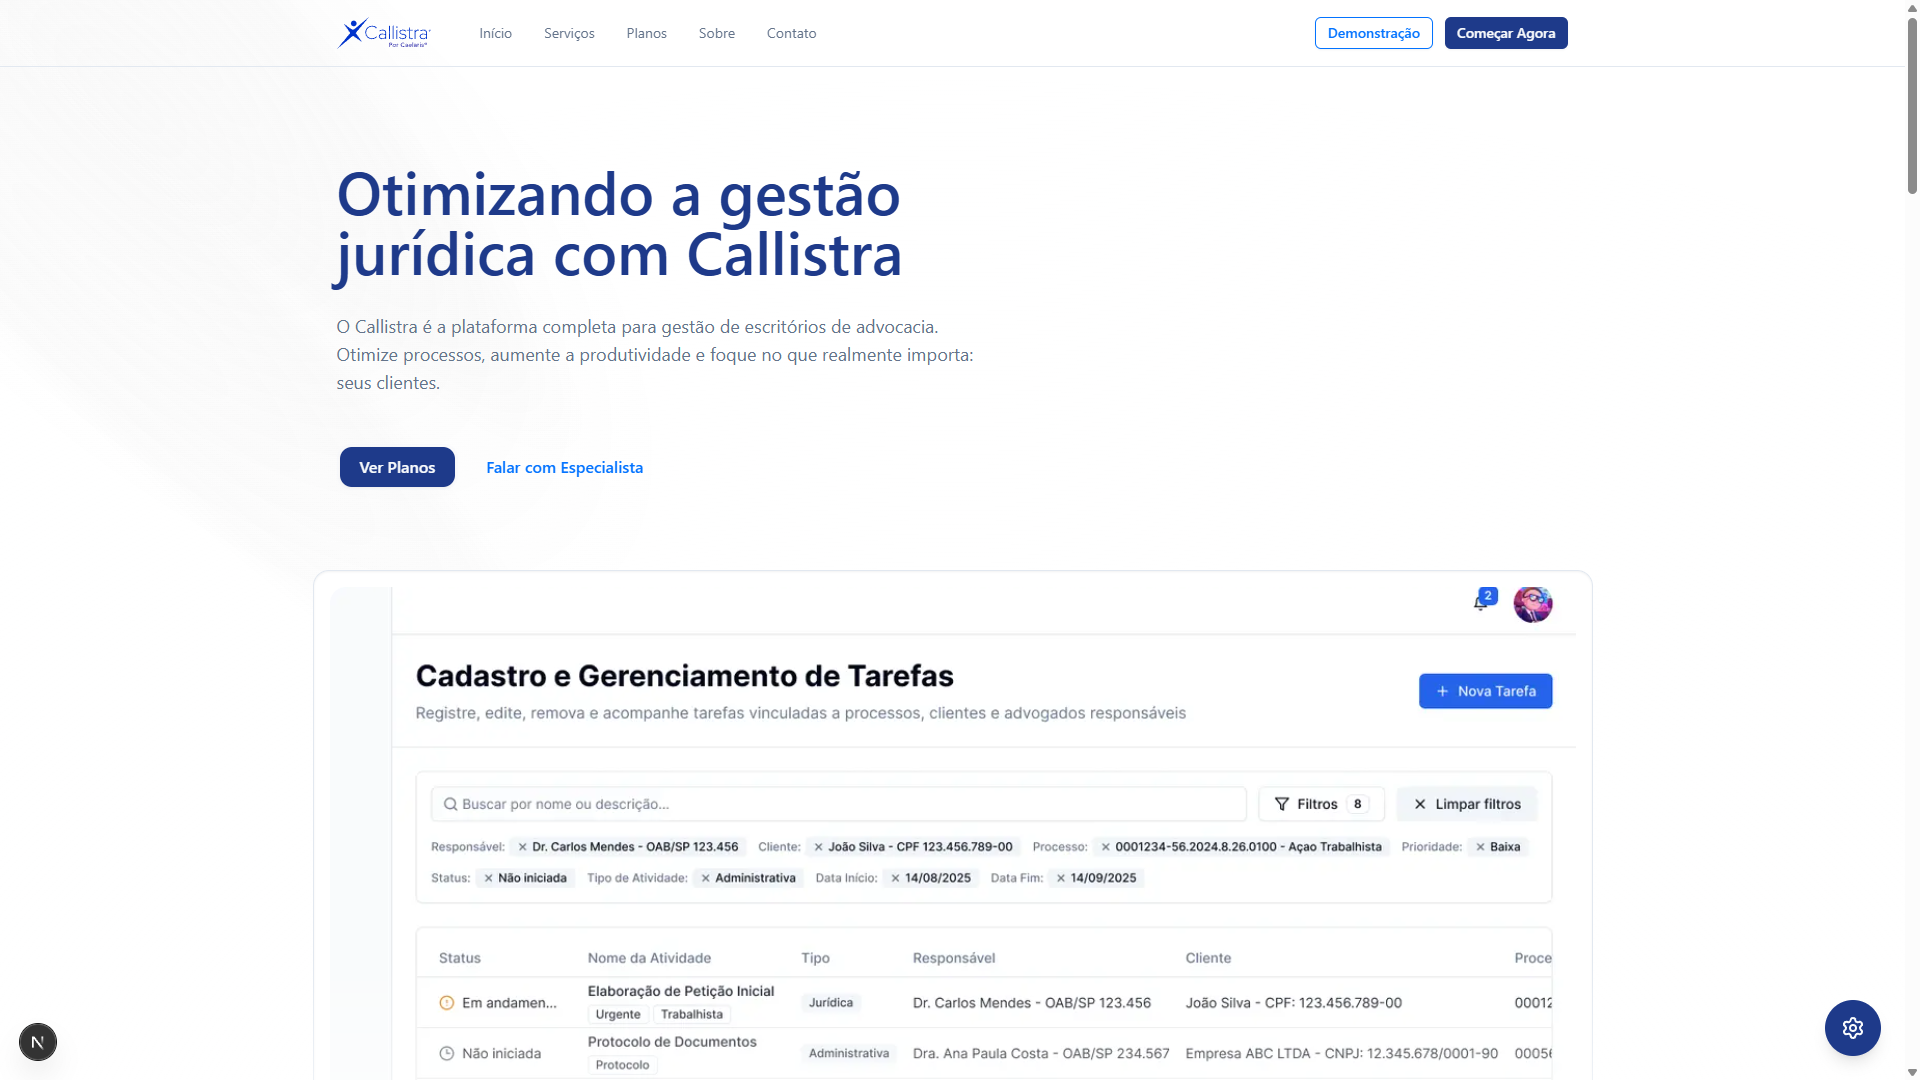 Callistra
Por Caelaris
Início
Serviços
Planos
Sobre
Contato
Demonstração
Começar Agora
Otimizando a gestão
jurídica com Callistra
O Callistra é a plataforma completa para gestão de escritórios de advocacia.
Otimize processos, aumente a produtividade e foque no que realmente importa:
seus clientes.
Ver Planos
Falar com Especialista
2
Cadastro e Gerenciamento de Tarefas
Registre, edite, remova e acompanhe tarefas vinculadas a processos, clientes e advogados responsáveis
+ Nova Tarefa
Buscar por nome ou descrição...
Filtros 8
Limpar filtros
Responsável: × Dr. Carlos Mendes - OAB/SP 123.456 Cliente: × João Silva - CPF 123.456.789-00 Processo: × 0001234-56.2024.8.26.0100 - Açao Trabalhista Prioridade: × Baixa
Status: × Não iniciada Tipo de Atividade: × Administrativa Data Início: × 14/08/2025 Data Fim: × 14/09/2025
Status Nome da Atividade Tipo Responsável Cliente Proce
Em andamen... Elaboração de Petição Inicial Jurídica Dr. Carlos Mendes - OAB/SP 123.456 João Silva - CPF: 123.456.789-00 00012
Urgente Trabalhista
Não iniciada Protocolo de Documentos Administrativa Dra. Ana Paula Costa - OAB/SP 234.567 Empresa ABC LTDA - CNPJ: 12.345.678/0001-90 00056
Protocolo
N